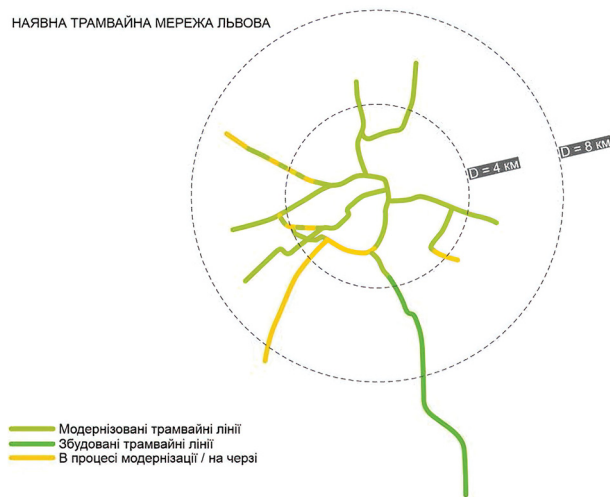 НАЯВНА ТРАМВАЙНА МЕРЕЖА ЛЬВОВА
D = 8 км
D = 4 км
Модернізовані трамвайні лінії
Збудовані трамвайні лінії
В процесі модернізації / на черзі